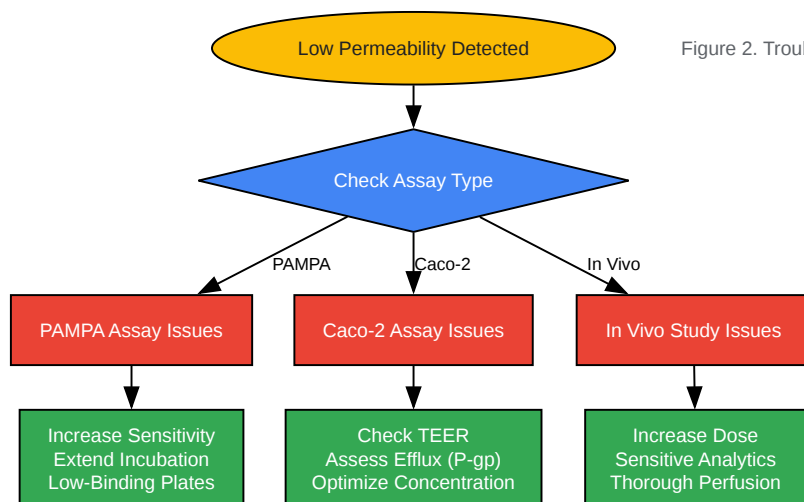 Low Permeability Detected
Figure 2.
Check Assay Type
PAMPA
Caco-2
In Vivo
PAMPA Assay Issues
Caco-2 Assay Issues
In Vivo Study Issues
Increase Sensitivity
Extend Incubation
Low-Binding Plates
Check TEER
Assess Efflux (P-gp)
Optimize Concentration
Increase Dose
Sensitive Analytics
Thorough Perfusion